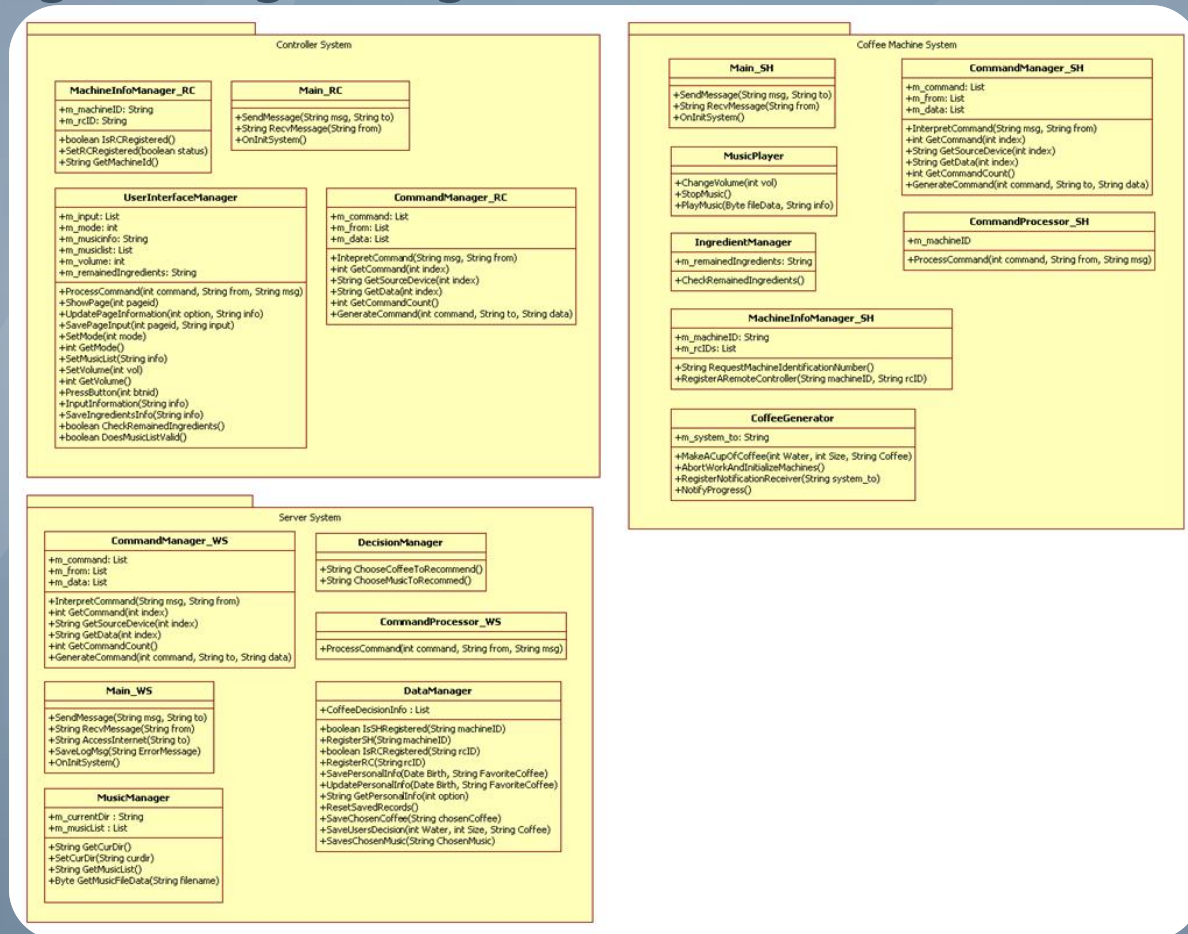 Controller System
MachineInfoManager_RC
+m_machineID: String
+m_rcID: String
+boolean IsRCRegistered()
+SetRCRegistered(boolean status)
+String GetMachineId()
Main_RC
+SendMessage(String msg, String to)
+String RecvMessage(String from)
+OnInitSystem()
UserInterfaceManager
+m_input: List
+m_mode: int
+m_musicinfo: String
+m_musiclist: List
+m_volume: int
+m_remainedIngredients: String
+ProcessCommand(int command, String from, String msg)
+ShowPage(int pageid)
+UpdatePageInformation(int option, String info)
+SavePageInput(int pageid, String input)
+SetMode(int mode)
+int GetMode()
+SetMusicList(String info)
+SetVolume(int vol)
+int GetVolume()
+PressButton(int btnid)
+InputInformation(String info)
+SaveIngredientsInfo(String info)
+boolean CheckRemainedIngredients()
+boolean DoesMusicListValid()
CommandManager_RC
+m_command: List
+m_from: List
+m_data: List
+IntepretCommand(String msg, String from)
+int GetCommand(int index)
+String GetSourceDevice(int index)
+String GetData(int index)
+int GetCommandCount()
+GenerateCommand(int command, String to, String data)
Coffee Machine System
Main_SH
+SendMessage(String msg, String to)
+String RecvMessage(String from)
+OnInitSystem()
CommandManager_SH
+m_command: List
+m_from: List
+m_data: List
+InterpretCommand(String msg, String from)
+int GetCommand(int index)
+String GetSourceDevice(int index)
+String GetData(int index)
+int GetCommandCount()
+GenerateCommand(int command, String to, String data)
MusicPlayer
+ChangeVolume(int vol)
+StopMusic()
+PlayMusic(Byte fileData, String info)
CommandProcessor_SH
+m_machineID
+ProcessCommand(int command, String from, String msg)
IngredientManager
+m_remainedIngredients: String
+CheckRemainedIngredients()
MachineInfoManager_SH
+m_machineID: String
+m_rcIDs: List
+String RequestMachineIdentificationNumber()
+RegisterARemoteController(String machineID, String rcID)
CoffeeGenerator
+m_system_to: String
+MakeACupOfCoffee(int Water, int Size, String Coffee)
+AbortWorkAndInitializeMachines()
+RegisterNotificationReceiver(String system_to)
+NotifyProgress()
Server System
CommandManager_WS
+m_command: List
+m_from: List
+m_data: List
+InterpretCommand(String msg, String from)
+int GetCommand(int index)
+String GetSourceDevice(int index)
+String GetData(int index)
+int GetCommandCount()
+GenerateCommand(int command, String to, String data)
DecisionManager
+String ChooseCoffeeToRecommend()
+String ChooseMusicToRecommed()
CommandProcessor_WS
+ProcessCommand(int command, String from, String msg)
Main_WS
+SendMessage(String msg, String to)
+String RecvMessage(String from)
+String AccessInternet(String to)
+SaveLogMsg(String ErrorMessage)
+OnInitSystem()
DataManager
+CoffeeDecisionInfo : List
+boolean IsSHRegistered(String machineID)
+RegisterSH(String machineID)
+boolean IsRCRegistered(String rcID)
+RegisterRC(String rcID)
+SavePersonalInfo(Date Birth, String FavoriteCoffee)
+UpdatePersonalInfo(Date Birth, String FavoriteCoffee)
+String GetPersonalInfo(int option)
+ResetSavedRecords()
+SaveChosenCoffee(String chosenCoffee)
+SaveUsersDecision(int Water, int Size, String Coffee)
+SavesChosenMusic(String ChosenMusic)
MusicManager
+m_currentDir : String
+m_musicList : List
+String GetCurDir()
+SetCurDir(String curdir)
+String GetMusicList()
+Byte GetMusicFileData(String filename)